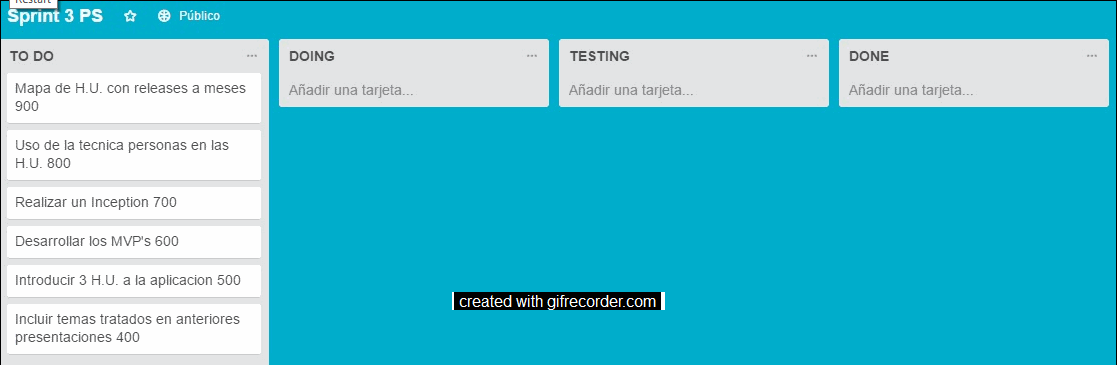 Restart
Sprint 3 PS
Público
TO DO
Mapa de H.U. con releases a meses
900
Uso de la tecnica personas en las
H.U. 800
Realizar un Inception 700
Desarrollar los MVP's 600
Introducir 3 H.U. a la aplicacion 500
Incluir temas tratados en anteriores
presentaciones 400
DOING
Añadir una tarjeta...
TESTING
Añadir una tarjeta...
DONE
Añadir una tarjeta...
created with gifrecorder.com